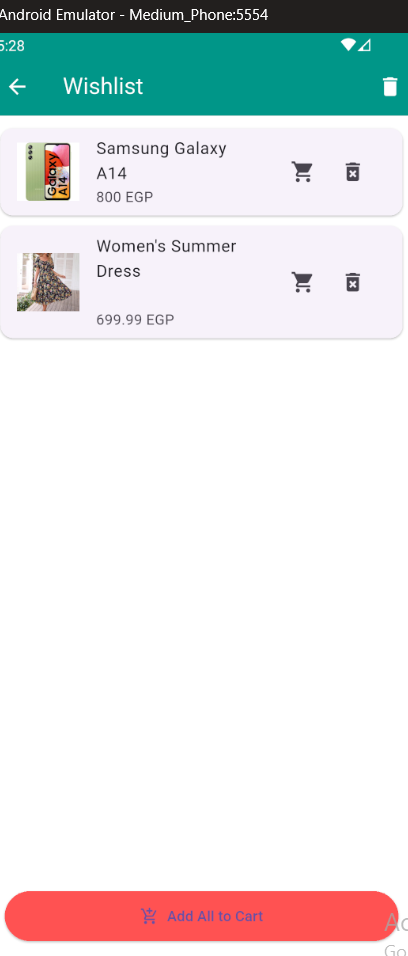 Android Emulator - Medium_Phone:5554
5:28
Wishlist
Samsung Galaxy
A14
800 EGP
Galaxy
A14
Women's Summer
Dress
699.99 EGP
Add All to Cart
Ac
Go